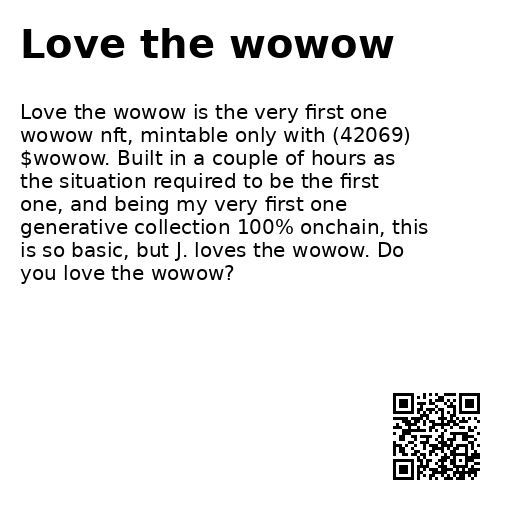 Love the wowow
Love the wowow is the very first one
wowow nft, mintable only with (42069)
$wowow. Built in a couple of hours as
the situation required to be the first
one, and being my very first one
generative collection 100% onchain, this
is so basic, but J. loves the wowow. Do
you love the wowow?